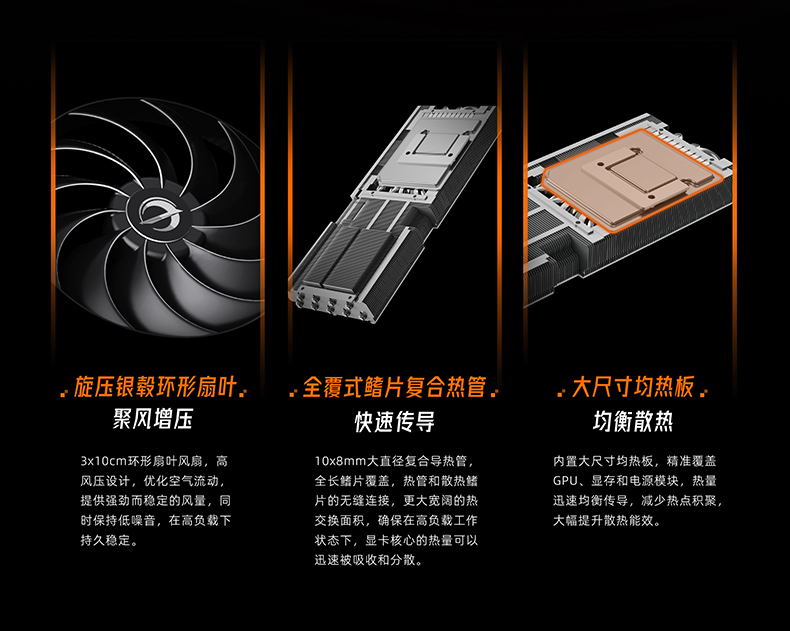 旋压银毂环形扇叶
聚风增压
3x10cm环形扇叶风扇，高
风压设计，优化空气流动，
提供强劲而稳定的风量，同
时保持低噪音，在高负载下
持久稳定。
全覆式鳍片复合热管
快速传导
10x8mm大直径复合导热管，
全长鳍片覆盖，热管和散热鳍
片的无缝连接，更大宽阔的热
交换面积，确保在高负载工作
状态下，显卡核心的热量可以
迅速被吸收和分散。
大尺寸均热板
均衡散热
内置大尺寸均热板，精准覆盖
GPU、显存和电源模块，热量
迅速均衡传导，减少热点积聚，
大幅提升散热能效。